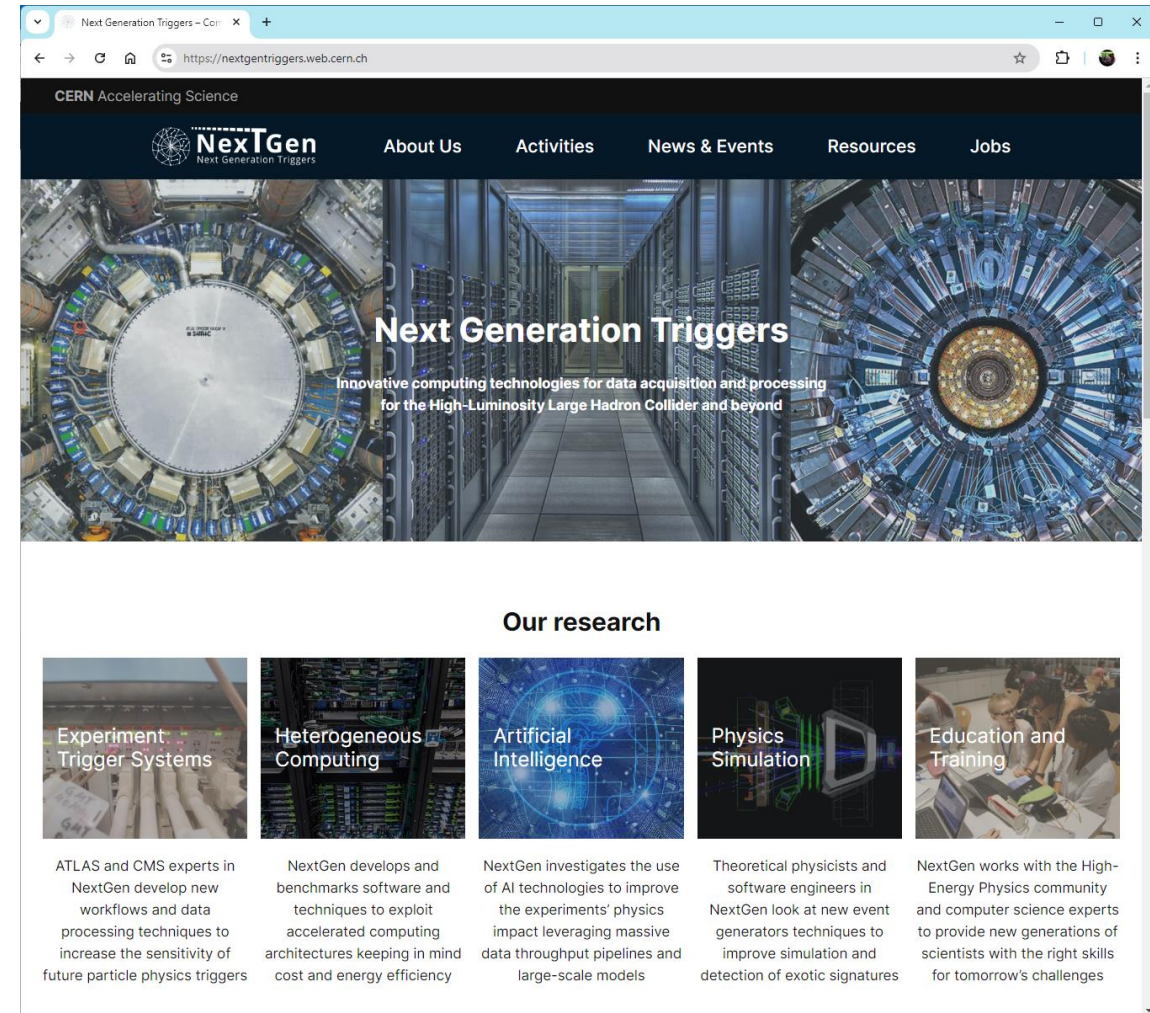 Next Generation Triggers – Com
https://nextgentriggers.web.cern.ch
CERN Accelerating Science
NexTGen
Next Generation Triggers
About Us
Activities
News & Events
Resources
Jobs
Next Generation Triggers
Innovative computing technologies for data acquisition and processing
for the High-Luminosity Large Hadron Collider and beyond
Our research
Experiment
Trigger Systems
ATLAS and CMS experts in
NextGen develop new
workflows and data
processing techniques to
increase the sensitivity of
future particle physics triggers
Heterogeneous
Computing
NextGen develops and
benchmarks software and
techniques to exploit
accelerated computing
architectures keeping in mind
cost and energy efficiency
Artificial
Intelligence
NextGen investigates the use
of AI technologies to improve
the experiments’ physics
impact leveraging massive
data throughput pipelines and
large-scale models
Physics
Simulation
Theoretical physicists and
software engineers in
NextGen look at new event
generators techniques to
improve simulation and
detection of exotic signatures
Education and
Training
NextGen works with the High-
Energy Physics community
and computer science experts
to provide new generations of
scientists with the right skills
for tomorrow’s challenges